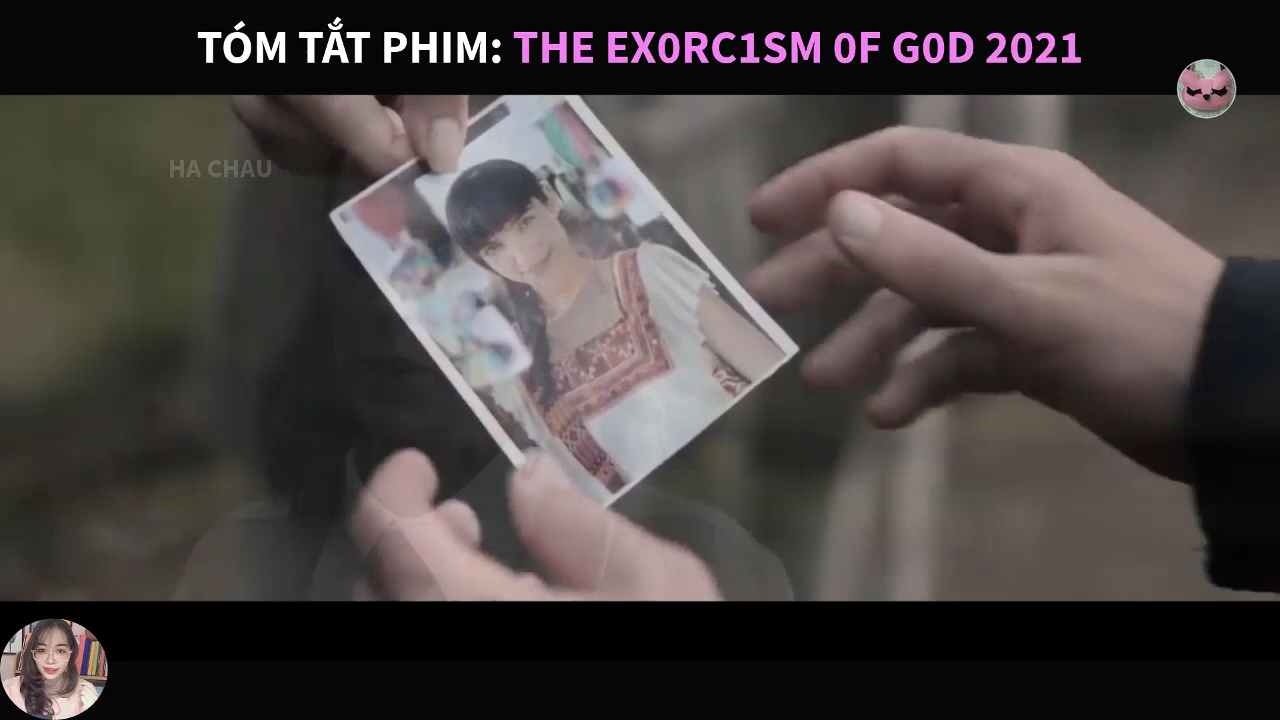 TÓM TẮT PHIM: THE EX0RC1SM 0F G0D 2021
HA CHAU